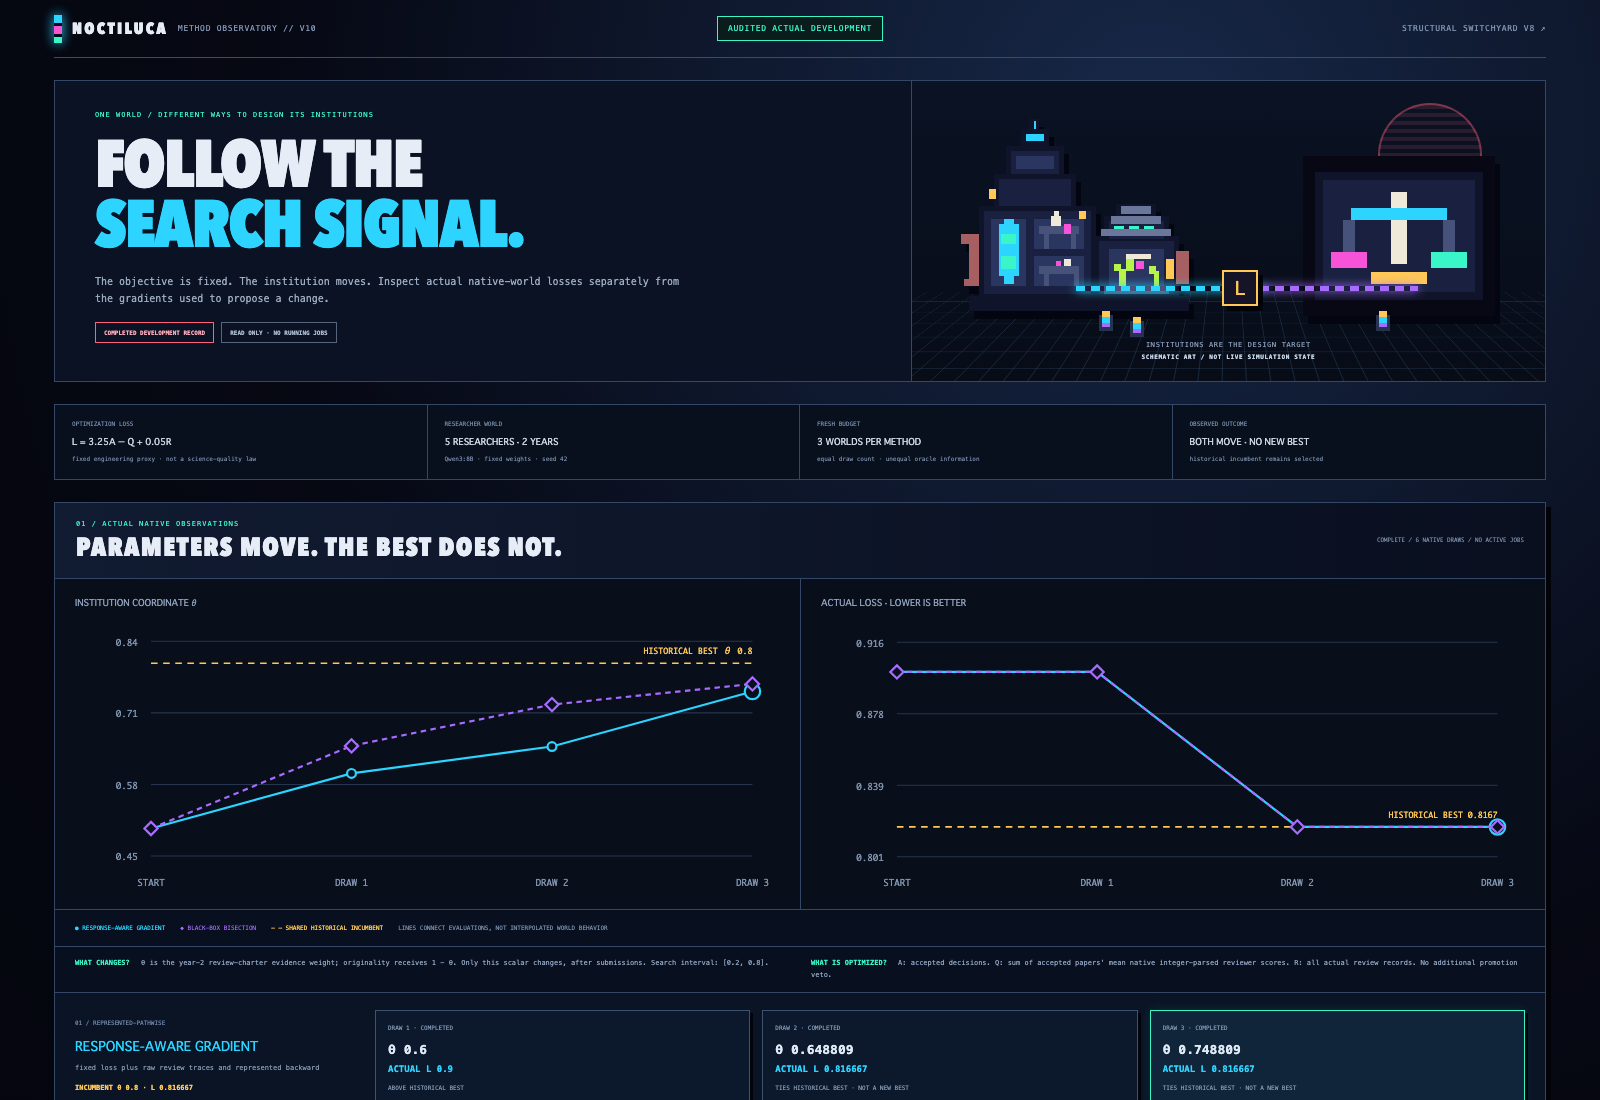 NOCTILUCA METHOD OBSERVATORY // V10
AUDITED ACTUAL DEVELOPMENT
STRUCTURAL SWITCHYARD V8 ↗
ONE WORLD / DIFFERENT WAYS TO DESIGN ITS INSTITUTIONS
FOLLOW THE
SEARCH SIGNAL.
The objective is fixed. The institution moves. Inspect actual native-world losses separately from
the gradients used to propose a change.
COMPLETED DEVELOPMENT RECORD
READ ONLY · NO RUNNING JOBS
L
INSTITUTIONS ARE THE DESIGN TARGET
SCHEMATIC ART / NOT LIVE SIMULATION STATE
OPTIMIZATION LOSS
L = 3.25A − Q + 0.05R
fixed engineering proxy · not a science-quality law
RESEARCHER WORLD
5 RESEARCHERS · 2 YEARS
Qwen3:8B · fixed weights · seed 42
FRESH BUDGET
3 WORLDS PER METHOD
equal draw count · unequal oracle information
OBSERVED OUTCOME
BOTH MOVE · NO NEW BEST
historical incumbent remains selected
01 / ACTUAL NATIVE OBSERVATIONS
PARAMETERS MOVE. THE BEST DOES NOT.
COMPLETE / 6 NATIVE DRAWS / NO ACTIVE JOBS
INSTITUTION COORDINATE θ
0.84
HISTORICAL BEST θ 0.8
0.71
0.58
0.45
START
DRAW 1
DRAW 2
DRAW 3
ACTUAL LOSS · LOWER IS BETTER
0.916
0.878
0.839
HISTORICAL BEST 0.8167
0.801
START
DRAW 1
DRAW 2
DRAW 3
● RESPONSE-AWARE GRADIENT
◆ BLACK-BOX BISECTION
— — SHARED HISTORICAL INCUMBENT
LINES CONNECT EVALUATIONS, NOT INTERPOLATED WORLD BEHAVIOR
WHAT CHANGES? θ is the year-2 review-charter evidence weight; originality receives 1 − θ. Only this scalar changes, after submissions. Search interval: [0.2, 0.8].
WHAT IS OPTIMIZED? A: accepted decisions. Q: sum of accepted papers' mean native integer-parsed reviewer scores. R: all actual review records. No additional promotion
veto.
01 / REPRESENTED-PATHWISE
RESPONSE-AWARE GRADIENT
fixed loss plus raw review traces and represented backward
INCUMBENT θ 0.8 · L 0.816667
DRAW 1 · COMPLETED
θ 0.6
ACTUAL L 0.9
ABOVE HISTORICAL BEST
DRAW 2 · COMPLETED
θ 0.648809
ACTUAL L 0.816667
TIES HISTORICAL BEST · NOT A NEW BEST
DRAW 3 · COMPLETED
θ 0.748809
ACTUAL L 0.816667
TIES HISTORICAL BEST · NOT A NEW BEST